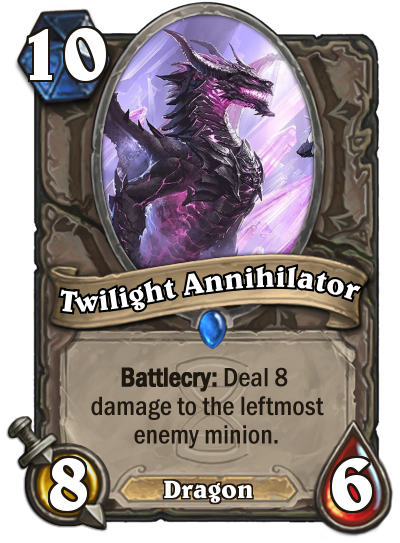 10
Twilight Annihilator
Battlecry: Deal 8
damage to the leftmost
enemy minion.
8
Dragon
6